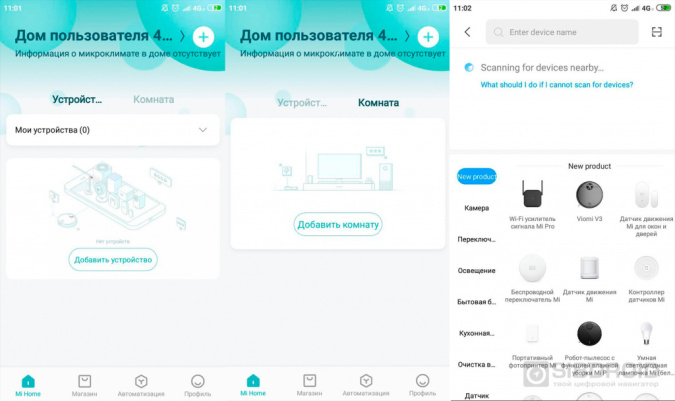 11:01
4G
Дом пользователя 4...
Информация о микроклимате в доме отсутствует
Устройст...
Комната
Мои устройства (0)
Нет устройств
Добавить устройство
Mi Home
Магазин
Автоматизация
Профиль
11:01
4G
Дом пользователя 4...
Информация о микроклимате в доме отсутствует
Устройст...
Комната
Добавить комнату
Mi Home
Магазин
Автоматизация
Профиль
11:02
4G
Enter device name
Scanning for devices nearby...
What should I do if I cannot scan for devices?
New product
New product
Камера
Переключ...
Освещение
Бытовая б...
Кухонная...
Очистка в...
Датчик
Wi-Fi усилитель
сигнала Mi Pro
Viomi V3
Датчик движения
Mi для окон и
дверей
Беспроводной
переключатель Mi
Датчик движения
Mi
Контроллер
датчиков Mi
Портативный
фотопринтер Mi
Робот-пылесос с
функцией влажной
уборки Mi
Умная
светодиодная
лампочка Mi (бел...
твой цифровой навигатор